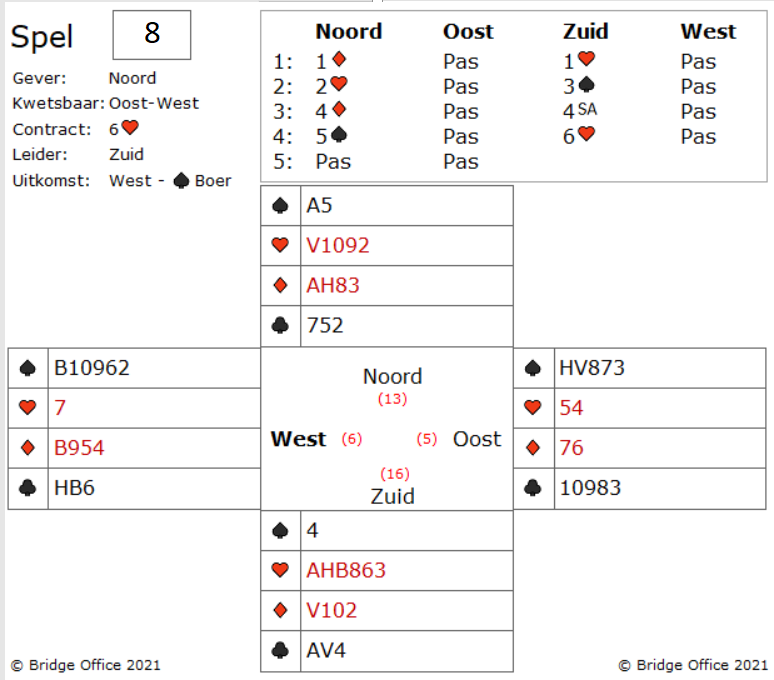 Spel 8
Gever: Noord
Kwetsbaar: Oost-West
Contract: 6♥
Leider: Zuid
Uitkomst: West - ♠ Boer
Noord Oost Zuid West
1: 1♦ Pas 1♥ Pas
2: 2♥ Pas 3♠ Pas
3: 4♦ Pas 4SA Pas
4: 5♠ Pas 6♥ Pas
5: Pas Pas
♠ A5
♥ V1092
♦ AH83
♣ 752
♠ B10962
♥ 7
♦ B954
♣ HB6
Noord
(13)
West (6) (5) Oost
(16)
Zuid
♠ HV873
♥ 54
♦ 76
♣ 10983
♠ 4
♥ AHB863
♦ V102
♣ AV4
© Bridge Office 2021
© Bridge Office 2021